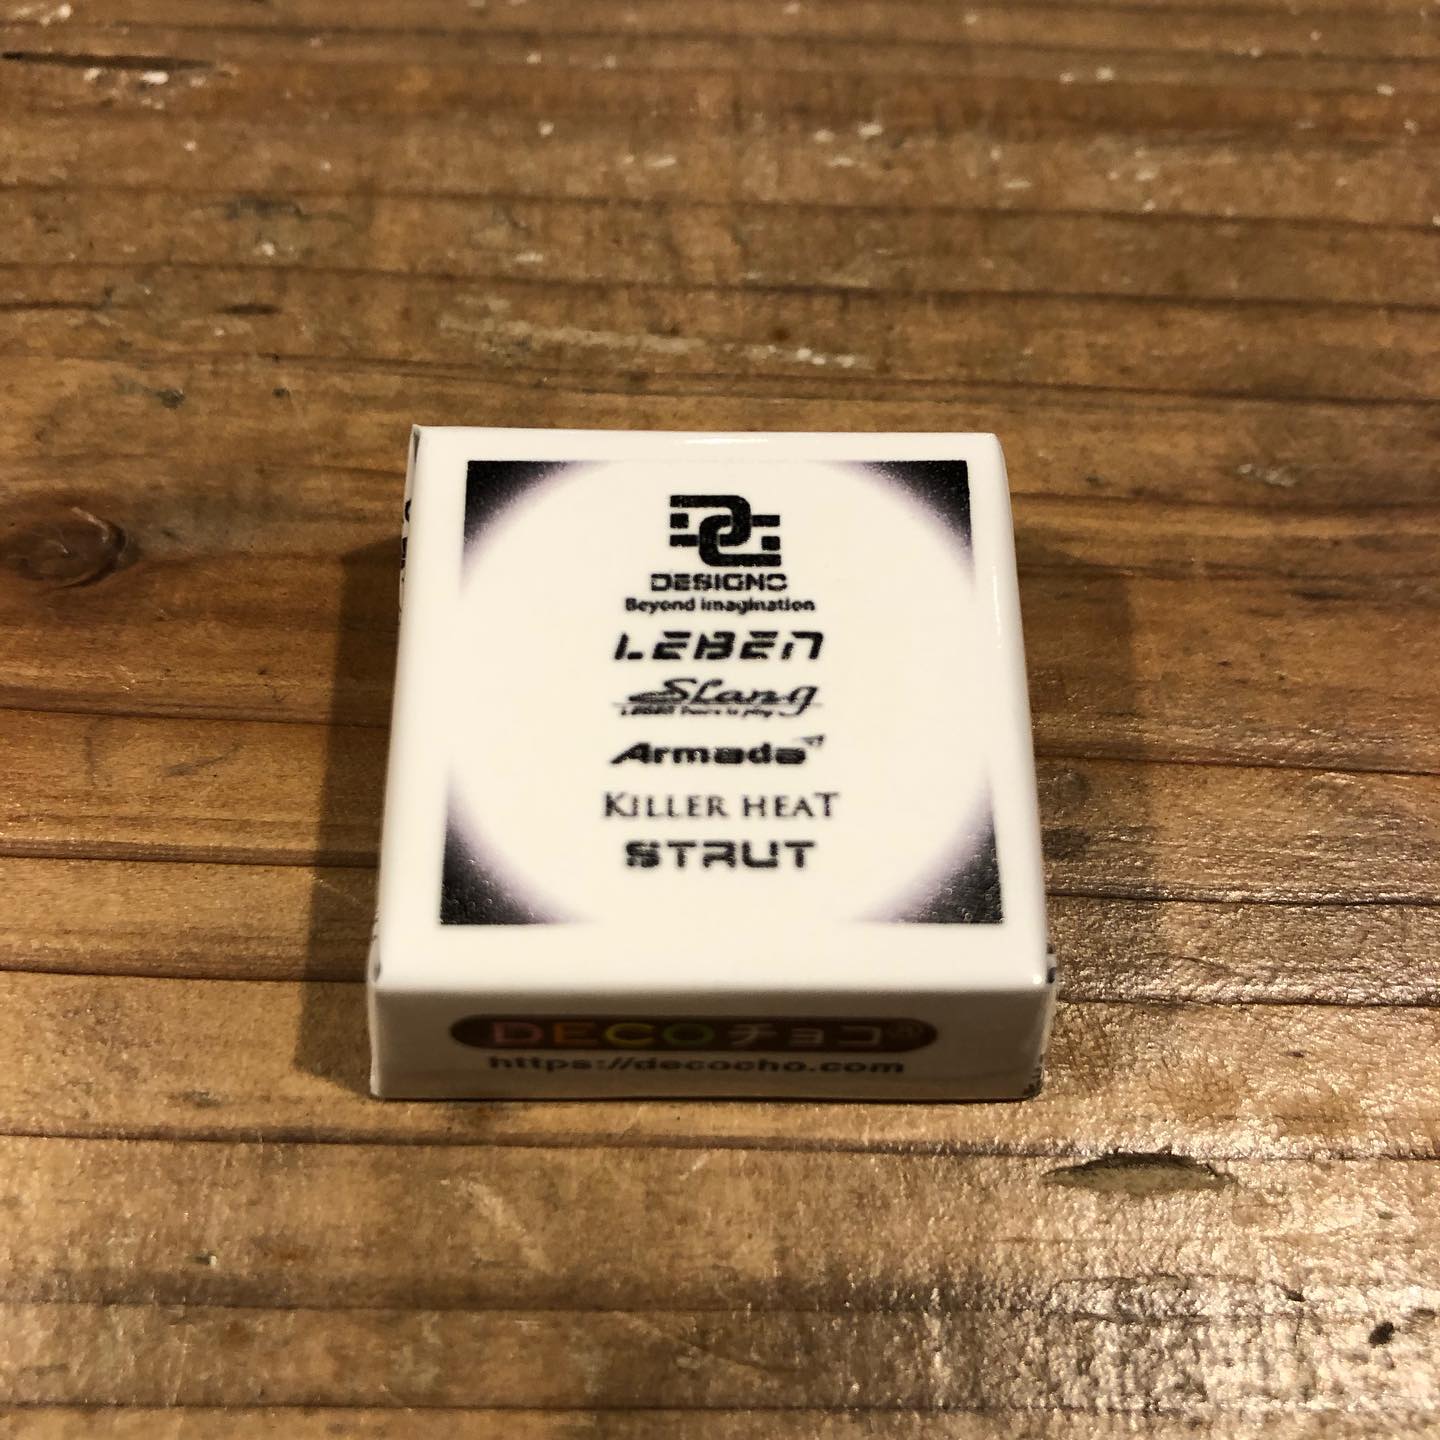 DESIGNO
Beyond imagination
LEBEN
SLang
Armada
KILLER HEAT
STRUT
DECOチョコ®
https://decocho.com